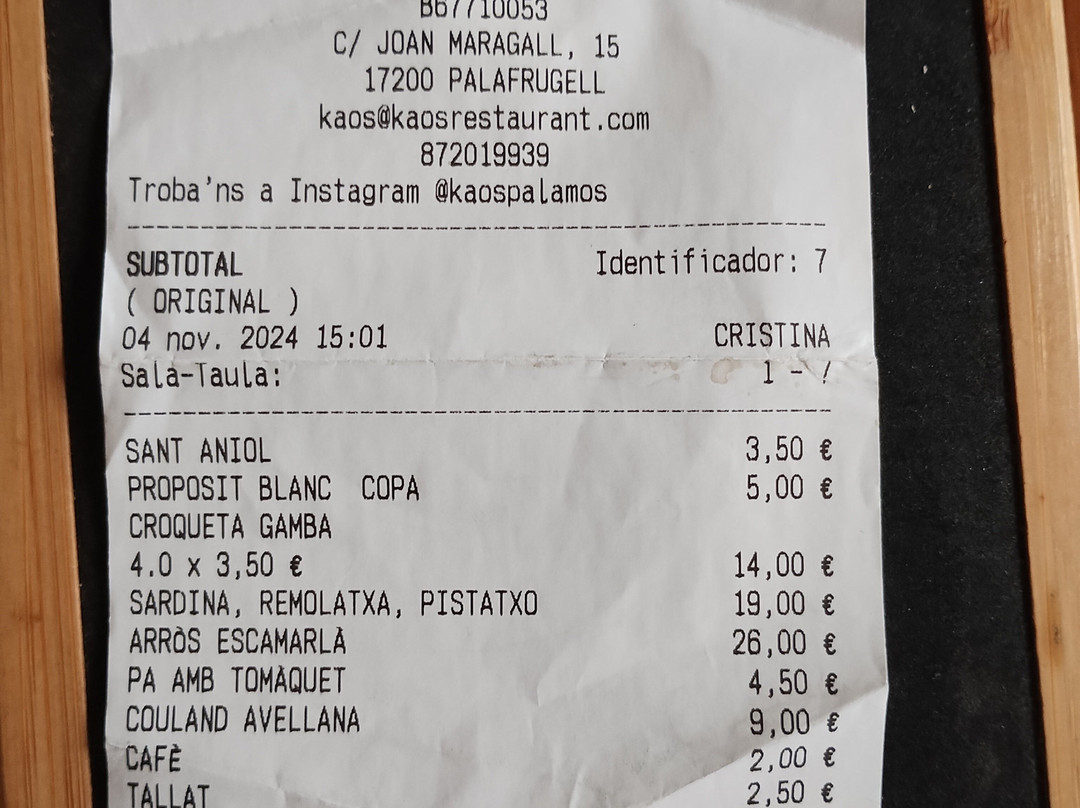 B67710053
C/ JOAN MARAGALL, 15
17200 PALAFRUGELL
kaos@kaosrestaurant.com
872019939
Troba'ns a Instagram @kaospalamos
SUBTOTAL Identificador: 7
( ORIGINAL )
04 nov. 2024 15:01 CRISTINA
Sala-Taula: 1 - 7
SANT ANIOL 3,50 €
PROPOSIT BLANC COPA 5,00 €
CROQUETA GAMBA
4.0 x 3,50 € 14,00 €
SARDINA, REMOLATXA, PISTATXO 19,00 €
ARRÒS ESCAMARLÀ 26,00 €
PA AMB TOMÀQUET 4,50 €
COULAND AVELLANA 9,00 €
CAFÈ 2,00 €
TALLAT 2,50 €